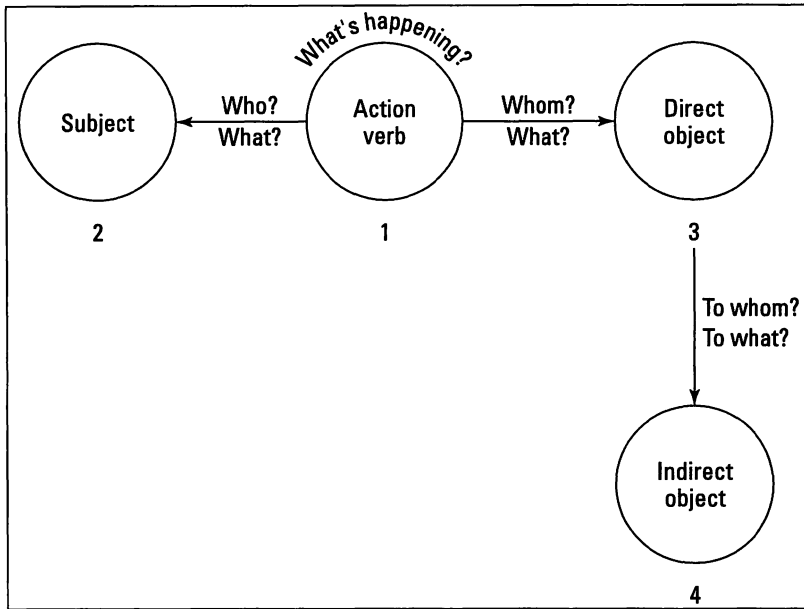 What's happening?
Subject
Who?
What?
Action
verb
Whom?
What?
Direct
object
2
1
3
To whom?
To what?
Indirect
object
4